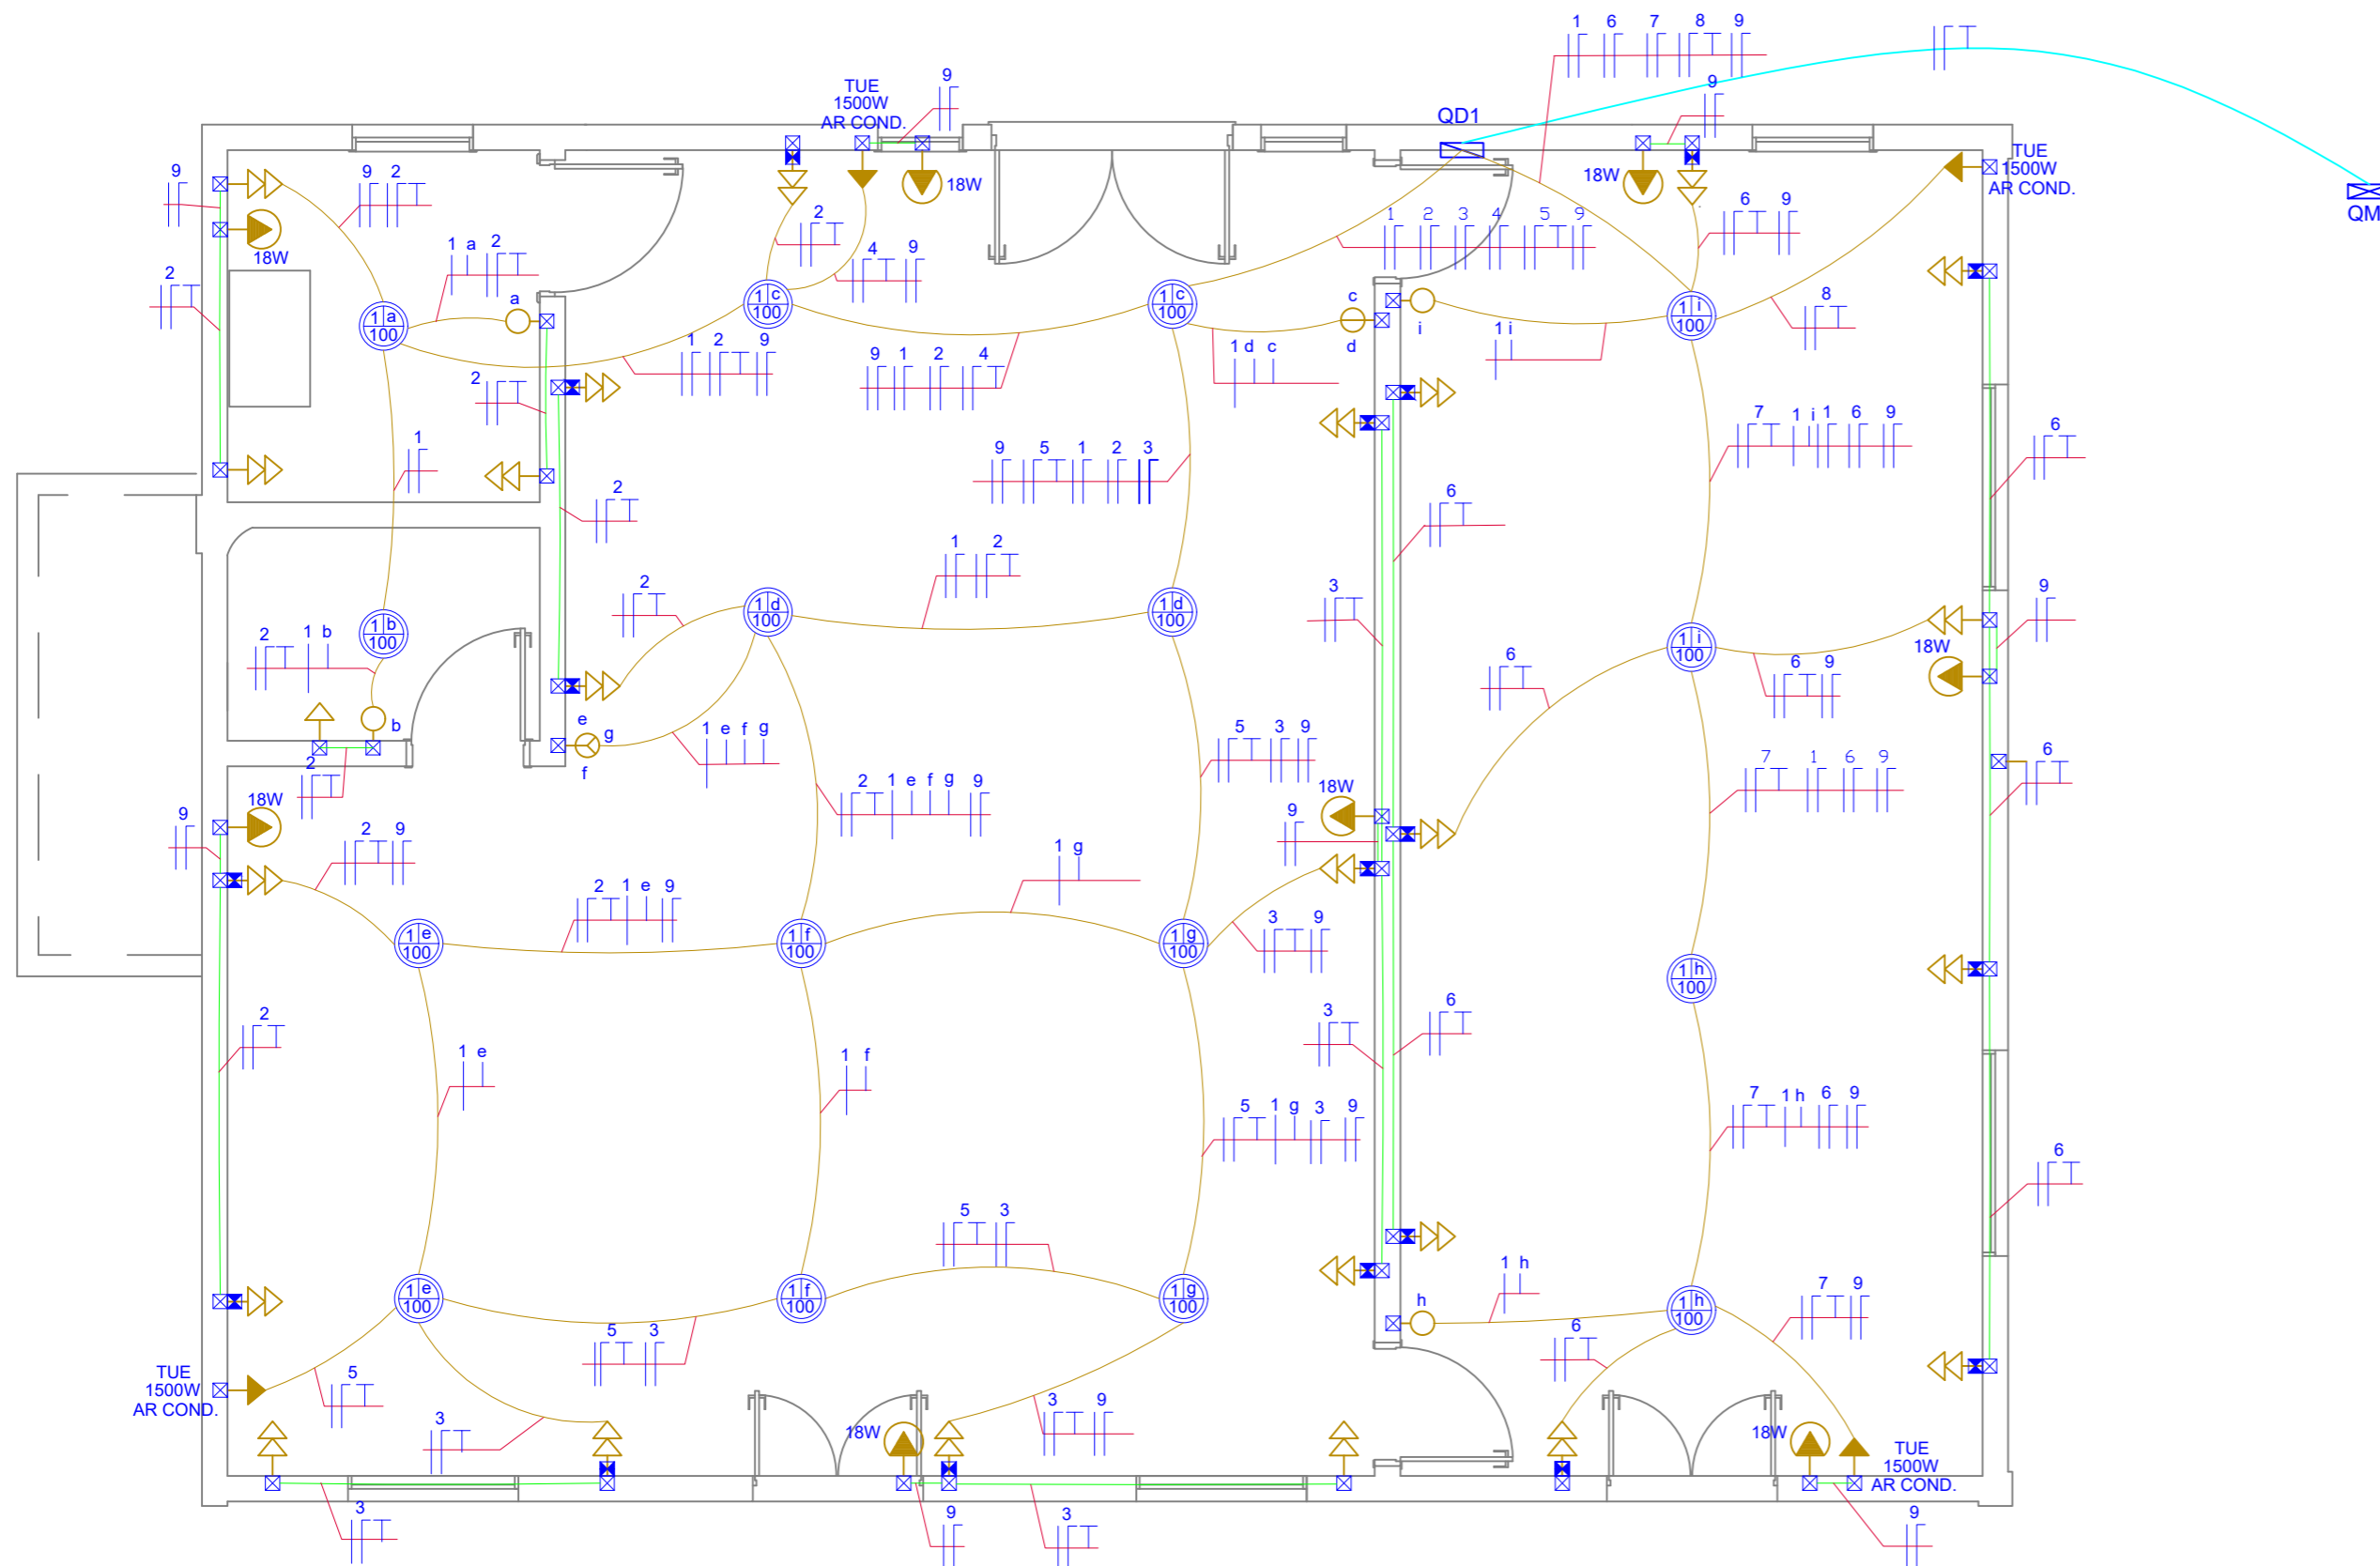 1 6 7 8 9 T
T
9
TUE
1500W
AR COND.
9
QD1
9
TUE
1500W
AR COND.
QM
9
9 2 T
18W
18W
18W
2 T
1 2 3 4 5 9 T
6 9 T
2 T
1 a 2 T
4 9 T
a
1 a
100
1 c
100
1 c
100
c
d
i
1 i
100
8 T
1 2 9 T
9 1 2 4 T
1 d c
1 i
2 T
1
9 5 1 2 3 T
7 1 i 1 6 9 T
6 T
2 T
6 T
1 2 T
2 T
3 T
9
1 b
100
1 d
100
1 d
100
1 i
100
18W
2 1 b T
6 T
6 9 T
b
e
g
f
1 e f g
5 3 9 T
7 1 6 9 T
6 T
2 T
18W
9
2 1 e f g 9 T
18W
9
2 9 T
1 g
2 1 e 9 T
3 9 T
1 e
100
1 f
100
1 g
100
1 h
100
2 T
3 T
6 T
1 e
1 f
5 1 g 3 9 T
7 1 h 6 9 T
6 T
5 3 T
1 e
100
1 f
100
1 g
100
h
1 h
1 h
100
7 9 T
5 3 T
6 T
TUE
1500W
AR COND.
5 T
3 T
18W
3 9 T
18W
TUE
1500W
AR COND.
3 T
9
3 T
9